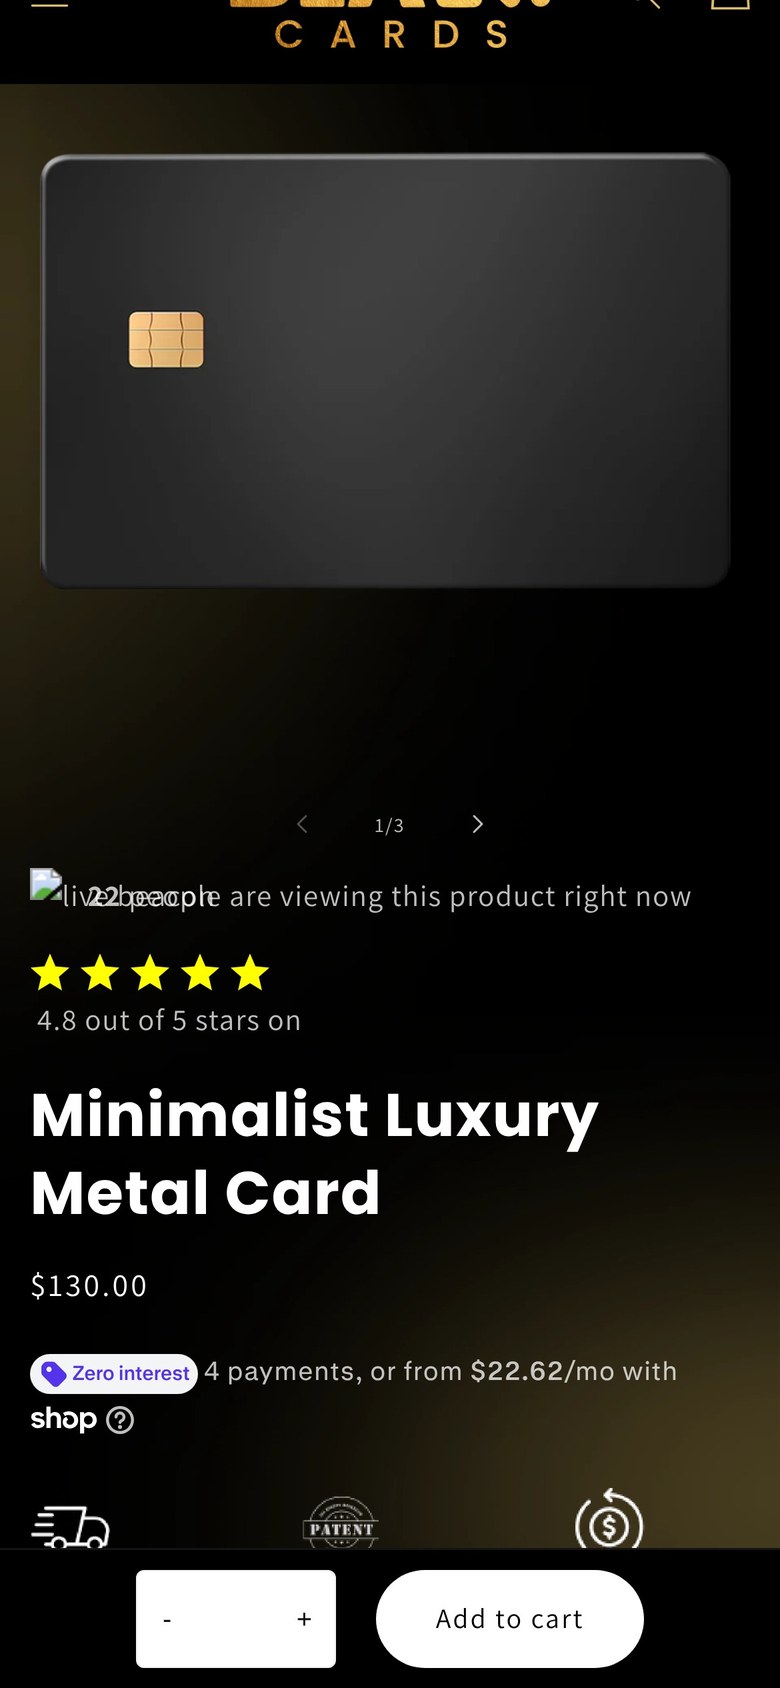 CARDS
1/3
22 people are viewing this product right now
4.8 out of 5 stars on
Minimalist Luxury
Metal Card
$130.00
Zero interest 4 payments, or from $22.62/mo with
shop ?
PATENT
$
- +
Add to cart